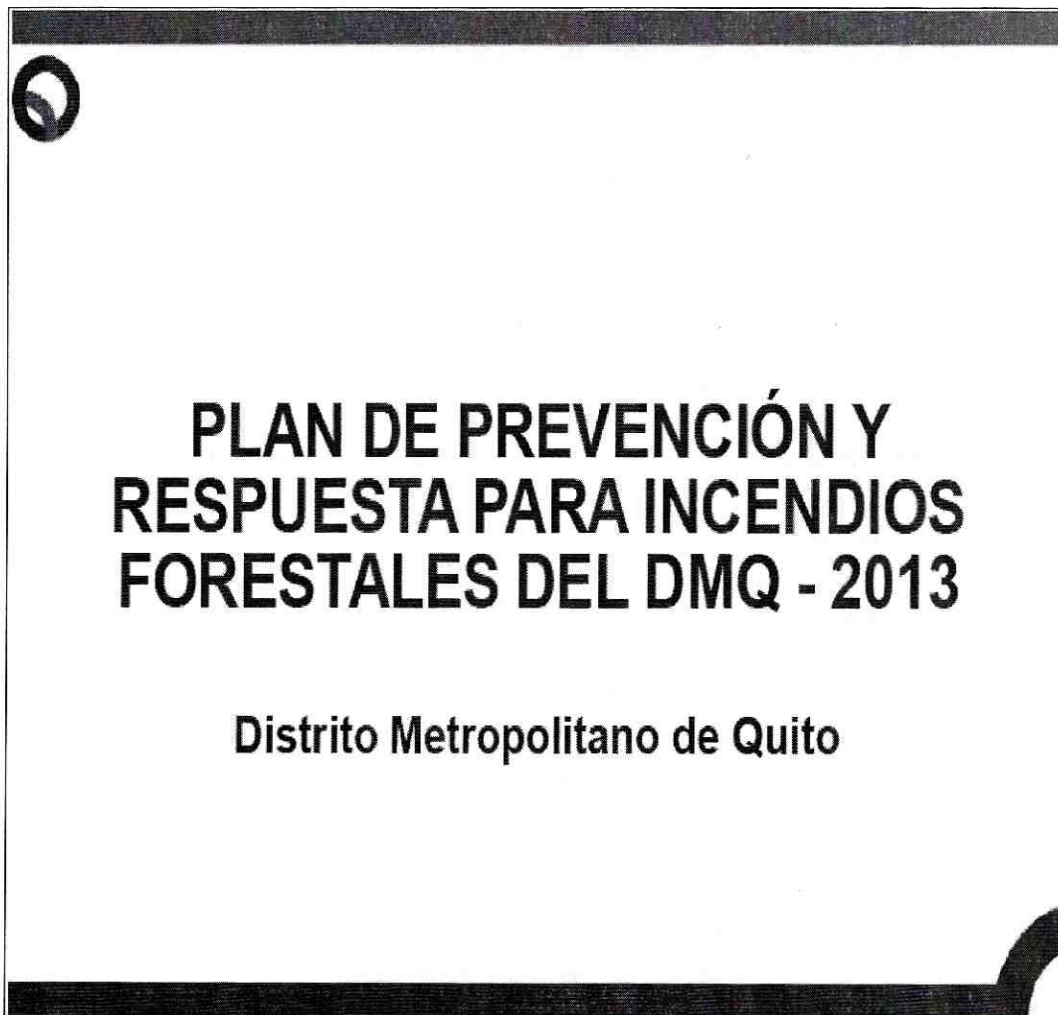 PLAN DE PREVENCIÓN Y
RESPUESTA PARA INCENDIOS
FORESTALES DEL DMQ - 2013
Distrito Metropolitano de Quito